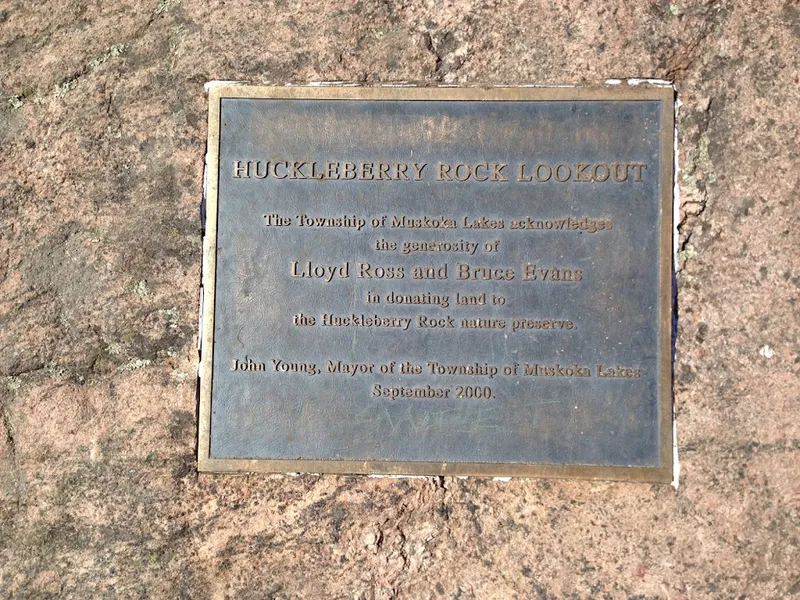 HUCKLEBERRY ROCK LOOKOUT
The Township of Muskoka Lakes acknowledges
the generosity of
Lloyd Ross and Bruce Evans
in donating land to
the Huckleberry Rock nature preserve.
John Young, Mayor of the Township of Muskoka Lakes
September 2000.